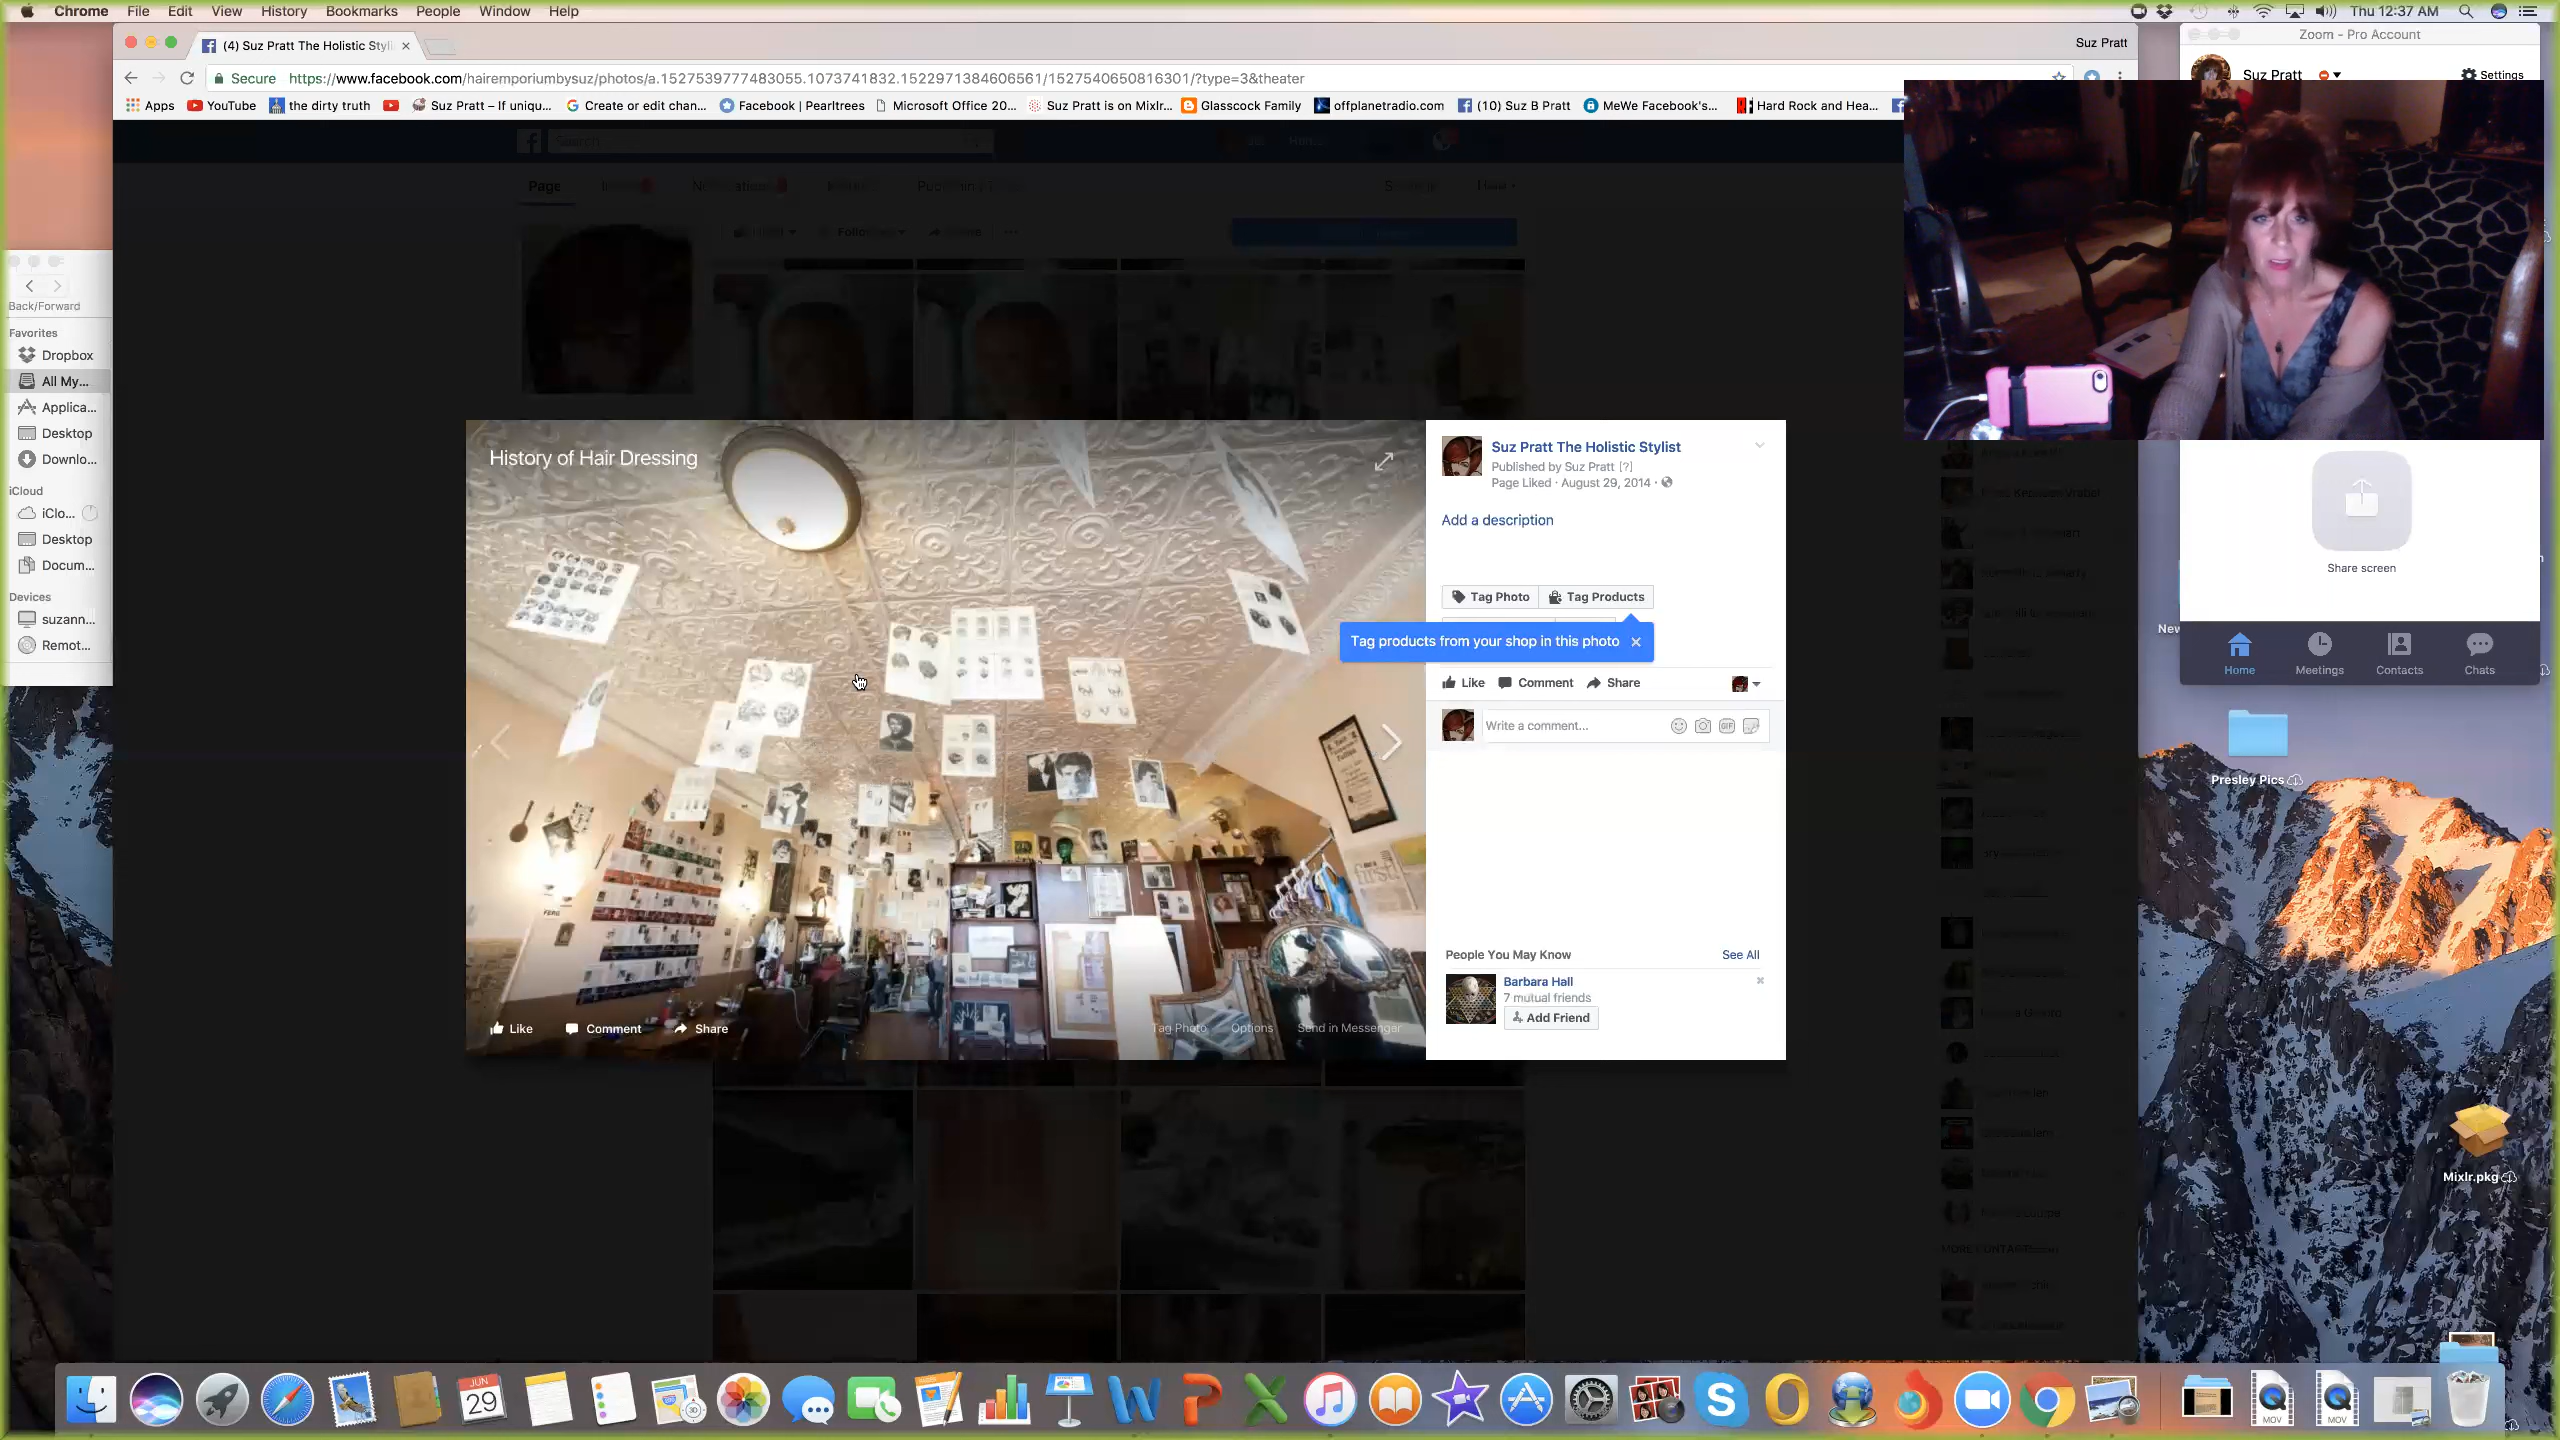 Chrome File Edit View History Bookmarks People Window Help
Thu 12:37 AM
(4) Suz Pratt The Holistic Styli
Suz Pratt
Zoom - Pro Account
Secure https://www.facebook.com/hairemporiumbysuz/photos/a.1527539777483055.1073741832.1522971384606561/1527540650816301/?type=3&theater
Suz Pratt
Settings
Apps YouTube the dirty truth Suz Pratt – If uniqu... Create or edit chan... Facebook | Pearltrees Microsoft Office 20... Suz Pratt is on Mixlr... Glasscock Family offplanetradio.com (10) Suz B Pratt MeWe Facebook's... Hard Rock and Hea...
Search
Page
Back/Forward
Favorites
Dropbox
All My...
Applica...
Desktop
Downlo...
iCloud
iClo...
Desktop
Docum...
Devices
suzann...
Remot...
History of Hair Dressing
Suz Pratt The Holistic Stylist
Published by Suz Pratt [?]
Page Liked · August 29, 2014 ·
Add a description
Tag Photo Tag Products
Tag products from your shop in this photo
Like Comment Share
Write a comment...
GIF
People You May Know See All
Barbara Hall
7 mutual friends
Add Friend
Like Comment Share
Tag Photo Options Send in Messenger
Share screen
Home Meetings Contacts Chats
New
Presley Pics
Mixlr.pkg
JUN
29
MOV
MOV